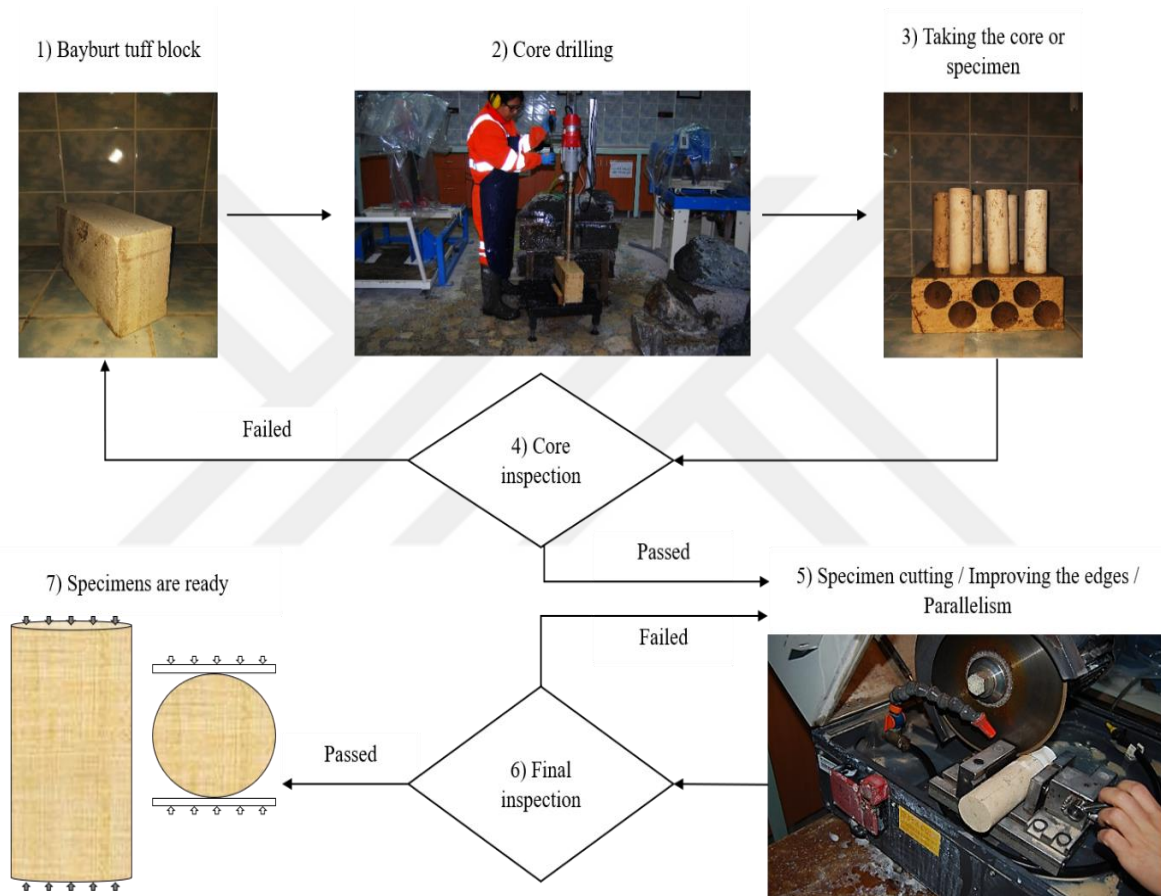 1) Bayburt tuff block
2) Core drilling
3) Taking the core or
specimen
Failed
4) Core
inspection
Passed
7) Specimens are ready
5) Specimen cutting / Improving the edges /
Parallelism
Failed
Passed
6) Final
inspection